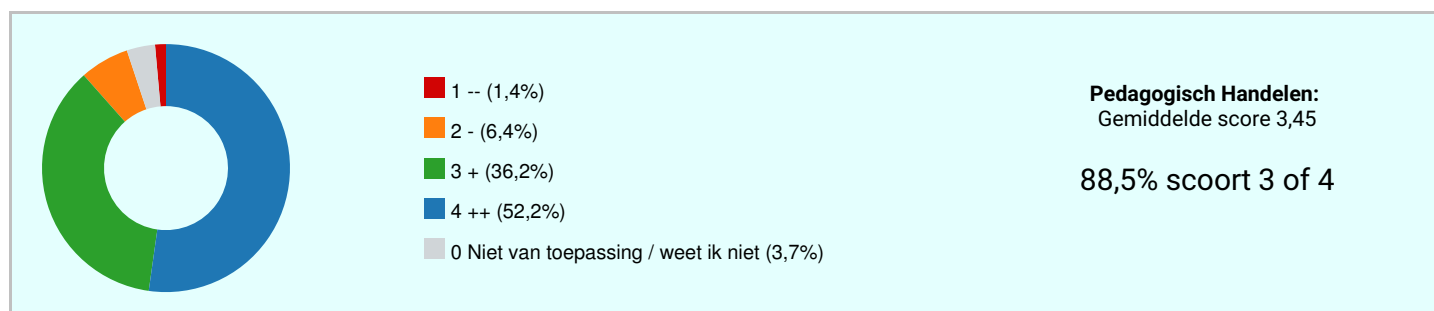 1 -- (1,4%)
2 - (6,4%)
3 + (36,2%)
4 ++ (52,2%)
0 Niet van toepassing / weet ik niet (3,7%)
Pedagogisch Handelen:
Gemiddelde score 3,45
88,5% scoort 3 of 4